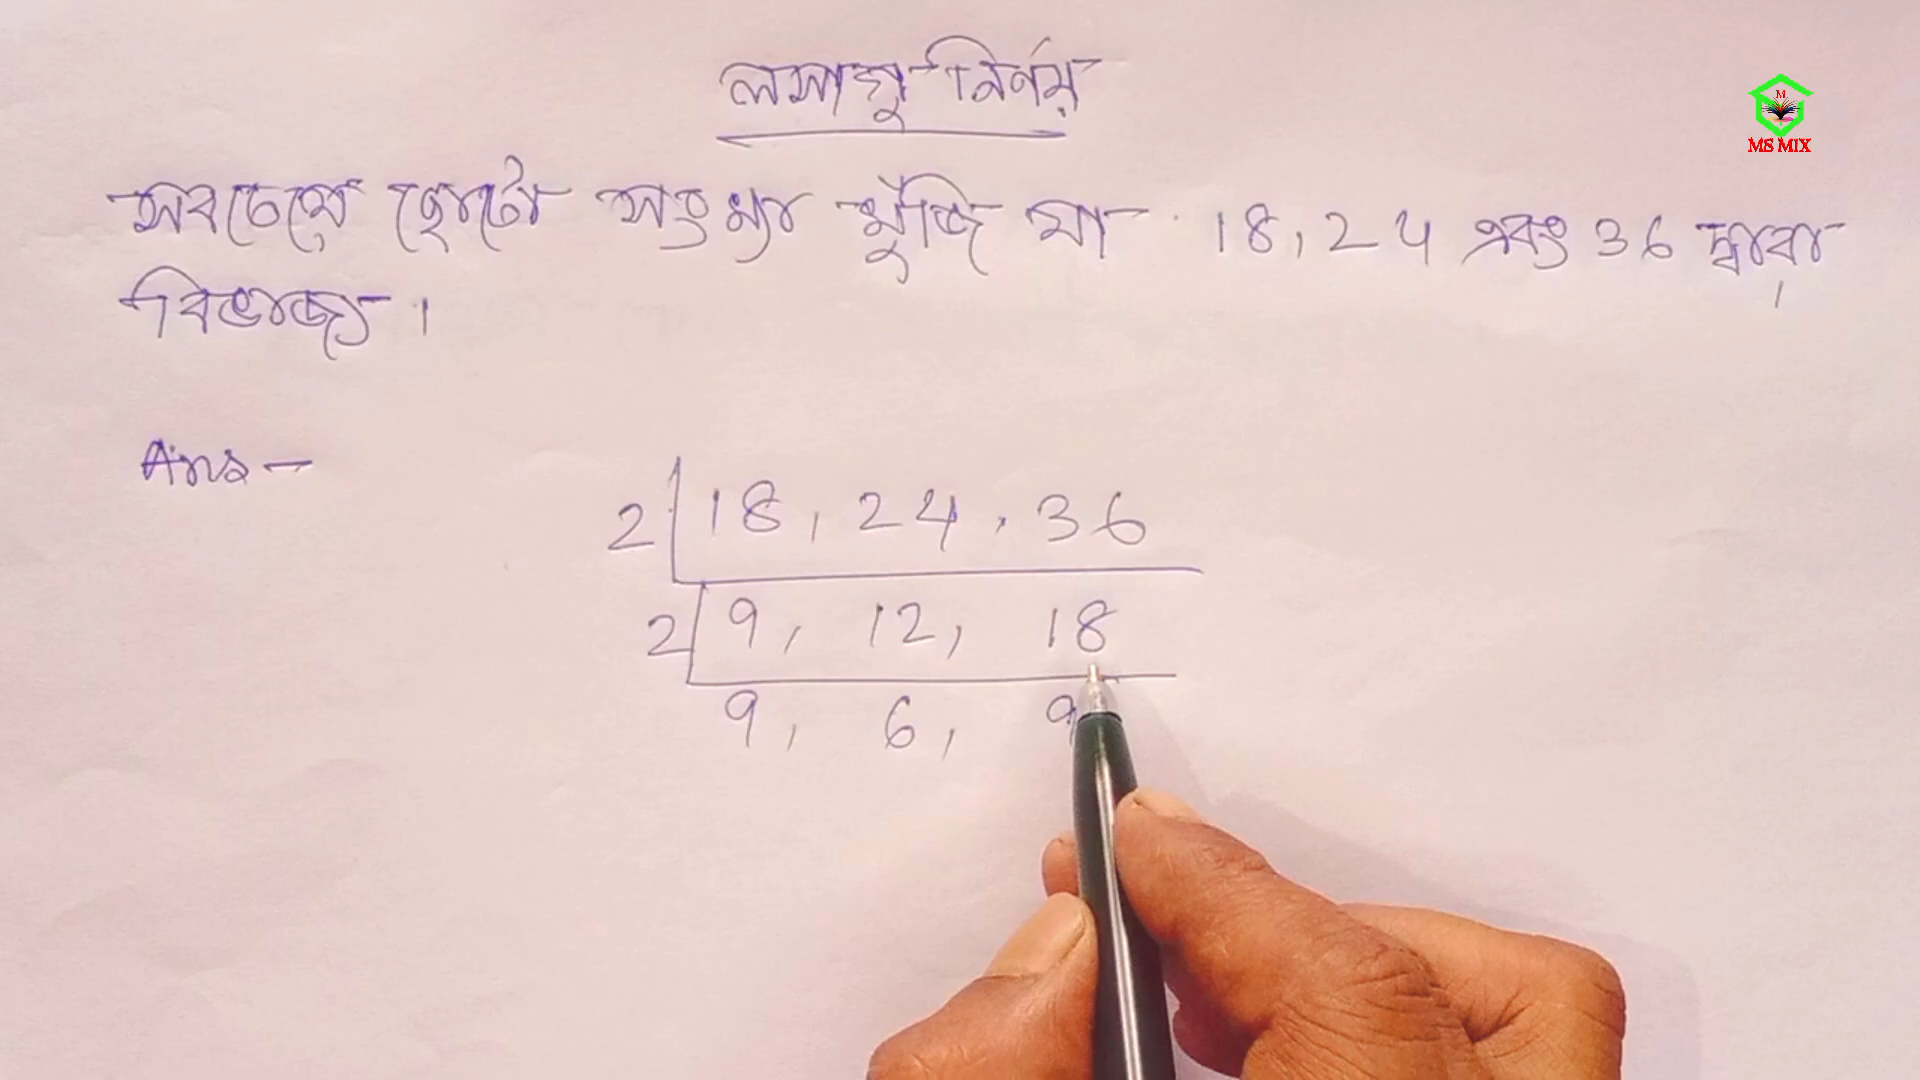 লসাগু নির্ণয়
M
MS MIX
সবচেয়ে ছোটো সংখ্যা খুঁজি যা 18, 24 এবং 36 দ্বারা
বিভাজ্য।
Ans -
2 18, 24, 36
2 9, 12, 18
9, 6, 9